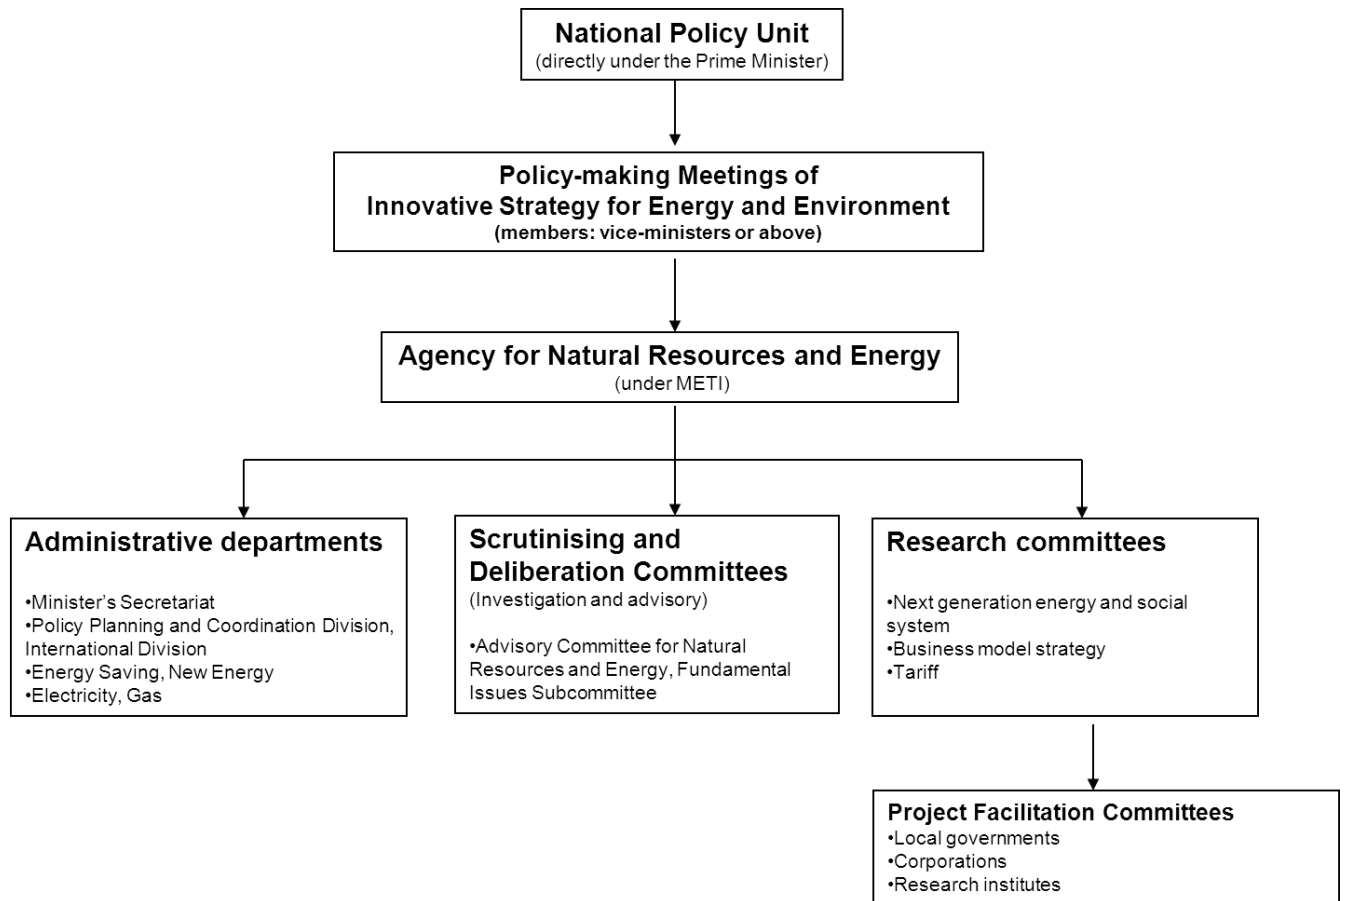 National Policy Unit
(directly under the Prime Minister)
Policy-making Meetings of
Innovative Strategy for Energy and Environment
(members: vice-ministers or above)
Agency for Natural Resources and Energy
(under METI)
Administrative departments
•Minister’s Secretariat
•Policy Planning and Coordination Division,
International Division
•Energy Saving, New Energy
•Electricity, Gas
Scrutinising and
Deliberation Committees
(Investigation and advisory)
•Advisory Committee for Natural
Resources and Energy, Fundamental
Issues Subcommittee
Research committees
•Next generation energy and social
system
•Business model strategy
•Tariff
Project Facilitation Committees
•Local governments
•Corporations
•Research institutes